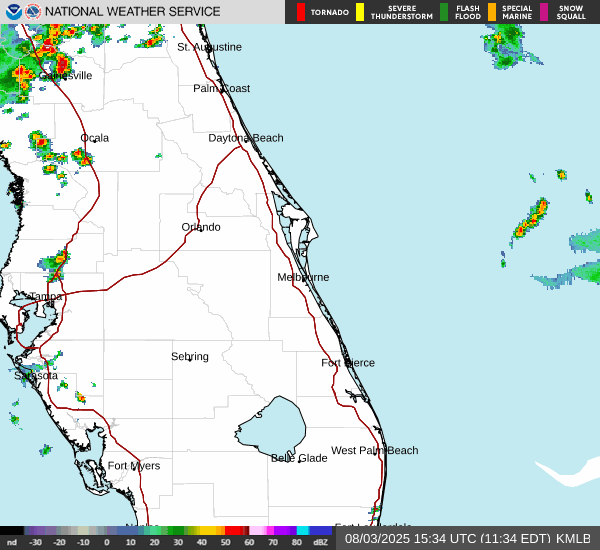 NATIONAL WEATHER SERVICE
TORNADO
SEVERE THUNDERSTORM
FLASH FLOOD
SPECIAL MARINE
SNOW SQUALL
St. Augustine
Gainesville
Palm Coast
Ocala
Daytona Beach
Orlando
Melbourne
Tampa
Sebring
Fort Pierce
Sarasota
West Palm Beach
Belle Glade
Fort Myers
nd -30 -20 -10 0 10 20 30 40 50 60 70 80 dBZ
08/03/2025 15:34 UTC (11:34 EDT) KMLB